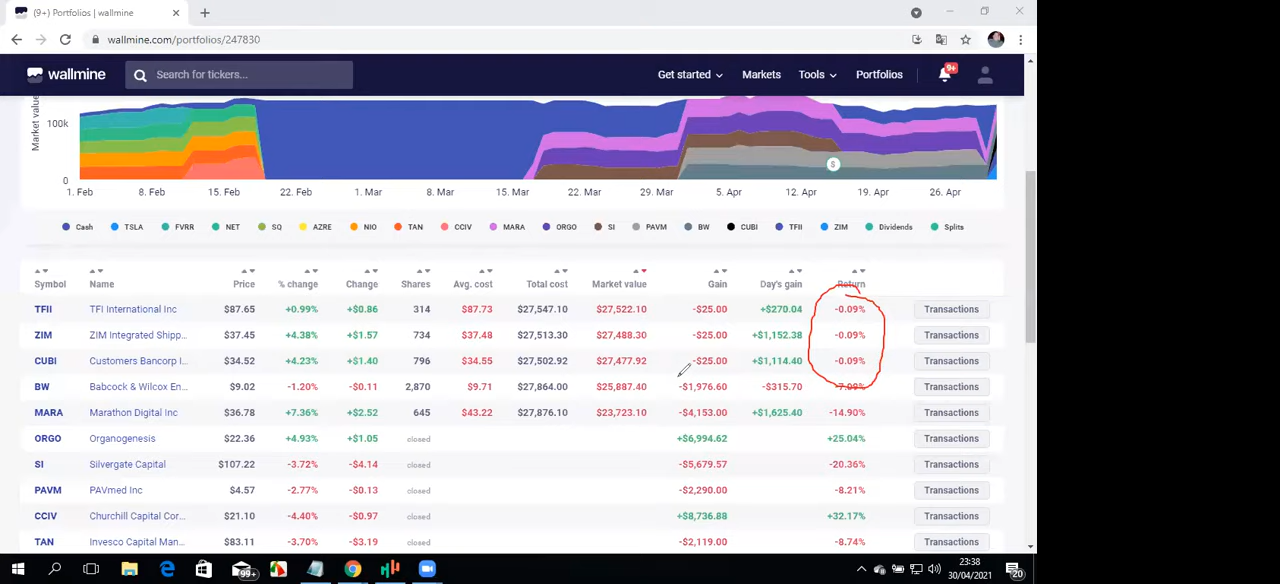 (9+) Portfolios | wallmine
wallmine.com/portfolios/247830
wallmine Search for tickers... Get started Markets Tools Portfolios 9+
Market value
100k
0
1. Feb 8. Feb 15. Feb 22. Feb 1. Mar 8. Mar 15. Mar 22. Mar 29. Mar 5. Apr 12. Apr 19. Apr 26. Apr
$
Cash TSLA FVRR NET SQ AZRE NIO TAN CCIV MARA ORGO SI PAVM BW CUBI TFII ZIM Dividends Splits
Symbol Name Price % change Change Shares Avg. cost Total cost Market value Gain Day's gain Return
TFII TFI International Inc $87.65 +0.99% +$0.86 314 $87.73 $27,547.10 $27,522.10 -$25.00 +$270.04 -0.09% Transactions
ZIM ZIM Integrated Shipp... $37.45 +4.38% +$1.57 734 $37.48 $27,513.30 $27,488.30 -$25.00 +$1,152.38 -0.09% Transactions
CUBI Customers Bancorp I... $34.52 +4.23% +$1.40 796 $34.55 $27,502.92 $27,477.92 -$25.00 +$1,114.40 -0.09% Transactions
BW Babcock & Wilcox En... $9.02 -1.20% -$0.11 2,870 $9.71 $27,864.00 $25,887.40 -$1,976.60 -$315.70 -7.09% Transactions
MARA Marathon Digital Inc $36.78 +7.36% +$2.52 645 $43.22 $27,876.10 $23,723.10 -$4,153.00 +$1,625.40 -14.90% Transactions
ORGO Organogenesis $22.36 +4.93% +$1.05 closed +$6,994.62 +25.04% Transactions
SI Silvergate Capital $107.22 -3.72% -$4.14 closed -$5,679.57 -20.36% Transactions
PAVM PAVmed Inc $4.57 -2.77% -$0.13 closed -$2,290.00 -8.21% Transactions
CCIV Churchill Capital Cor... $21.10 -4.40% -$0.97 closed +$8,736.88 +32.17% Transactions
TAN Invesco Capital Man... $83.11 -3.70% -$3.19 closed -$2,119.00 -8.74% Transactions
99+ 23:38
30/04/2021 20